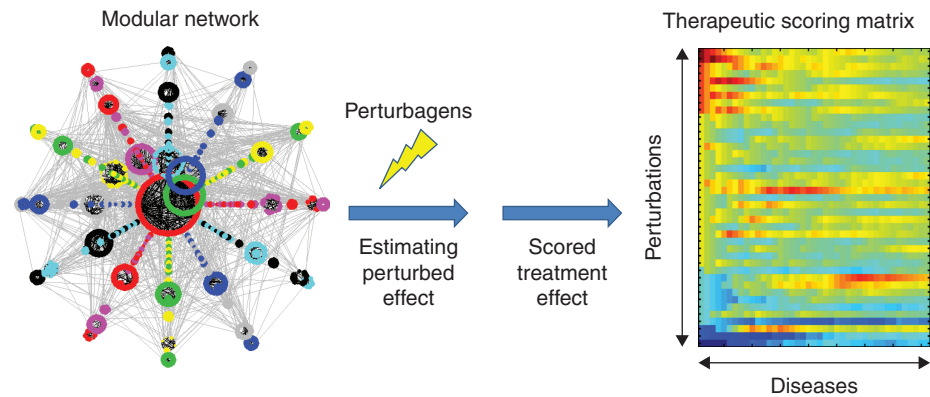 Modular network
Perturbagens
Estimating
perturbed
effect
Scored
treatment
effect
Therapeutic scoring matrix
Perturbations
Diseases